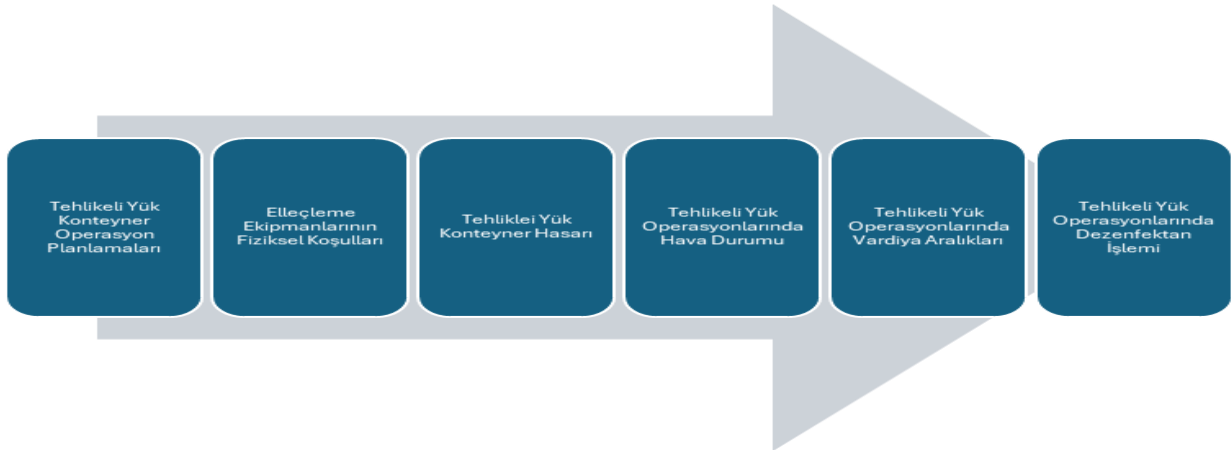 Tehlikeli Yük
Konteyner
Operasyon
Planlamaları
Elleçleme
Ekipmanlarının
Fiziksel Koşulları
Tehliklei Yük
Konteyner Hasarı
Tehlikeli Yük
Operasyonlarında
Hava Durumu
Tehlikeli Yük
Operasyonlarında
Vardiya Aralıkları
Tehlikeli Yük
Operasyonlarında
Dezenfektan
İşlemi